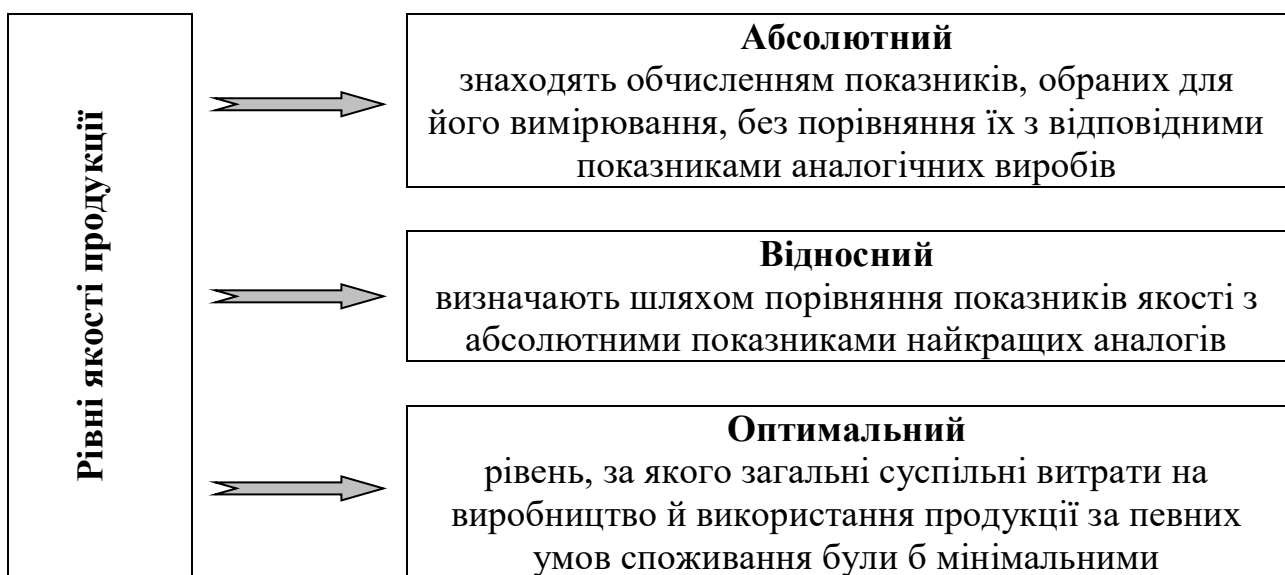 Рівні якості продукції
Абсолютний
знаходять обчисленням показників, обраних для
його вимірювання, без порівняння їх з відповідними
показниками аналогічних виробів
Відносний
визначають шляхом порівняння показників якості з
абсолютними показниками найкращих аналогів
Оптимальний
рівень, за якого загальні суспільні витрати на
виробництво й використання продукції за певних
умов споживання були б мінімальними